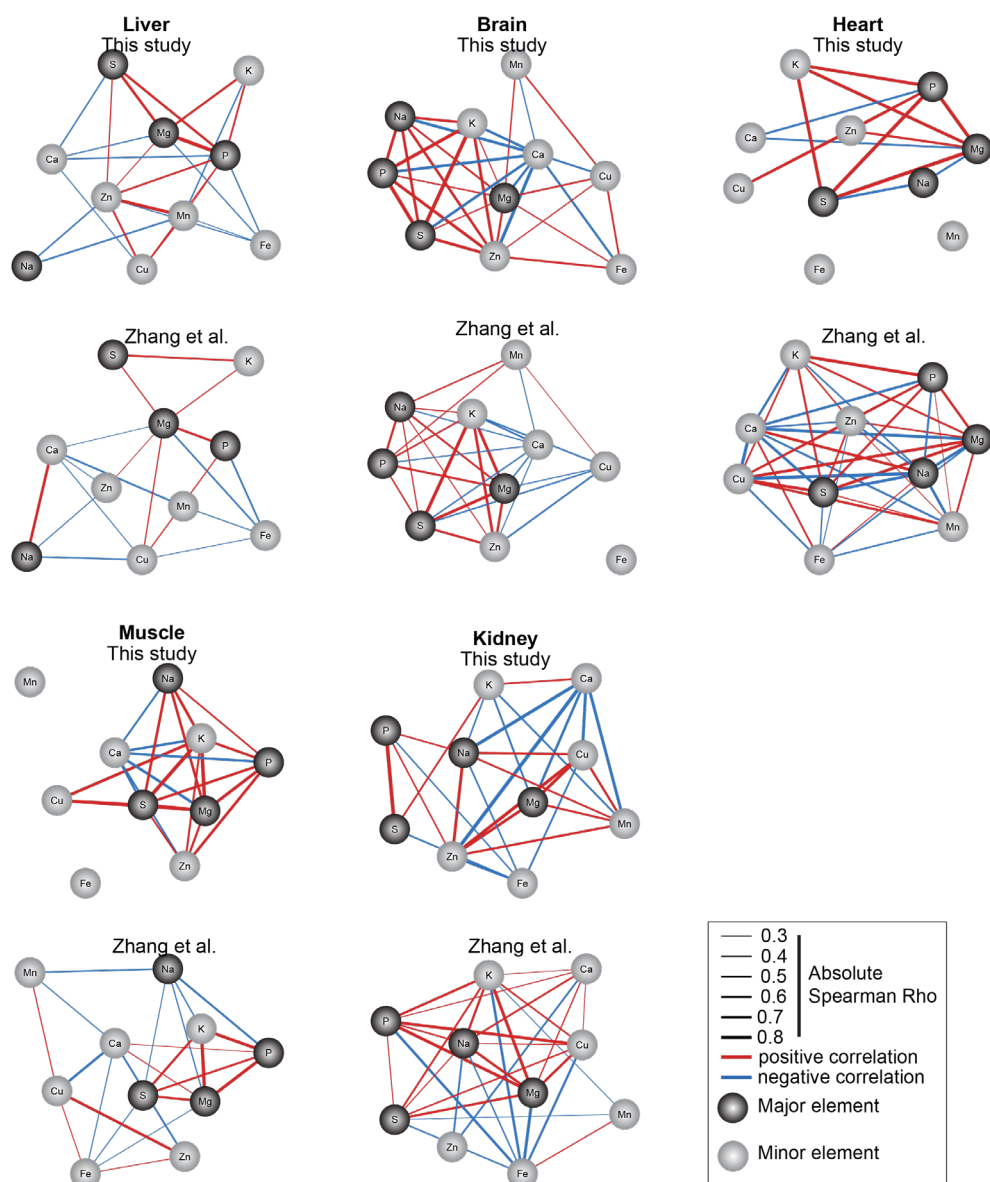 Liver
This study
S
K
Mg
P
Ca
Zn
Mn
Fe
Na
Cu
Brain
This study
Mn
Na
K
Ca
P
Cu
Mg
S
Zn
Fe
Heart
This study
K
P
Ca
Zn
Mg
Cu
Na
S
Mn
Fe
Zhang et al.
S
K
Mg
Ca
P
Zn
Mn
Fe
Na
Cu
Zhang et al.
Mn
Na
K
Ca
P
Cu
Mg
S
Zn
Fe
Zhang et al.
K
P
Zn
Ca
Mg
Cu
Na
S
Mn
Fe
Muscle
This study
Mn
Na
K
Ca
P
Cu
S
Mg
Zn
Fe
Kidney
This study
K
Ca
P
Na
Cu
Mg
S
Mn
Zn
Fe
Zhang et al.
Mn
Na
K
Ca
P
Cu
S
Mg
Zn
Fe
Zhang et al.
K
Ca
P
Na
Cu
Mg
S
Mn
Zn
Fe
0.3
0.4
0.5
0.6
0.7
0.8
Absolute
Spearman Rho
positive correlation
negative correlation
Major element
Minor element